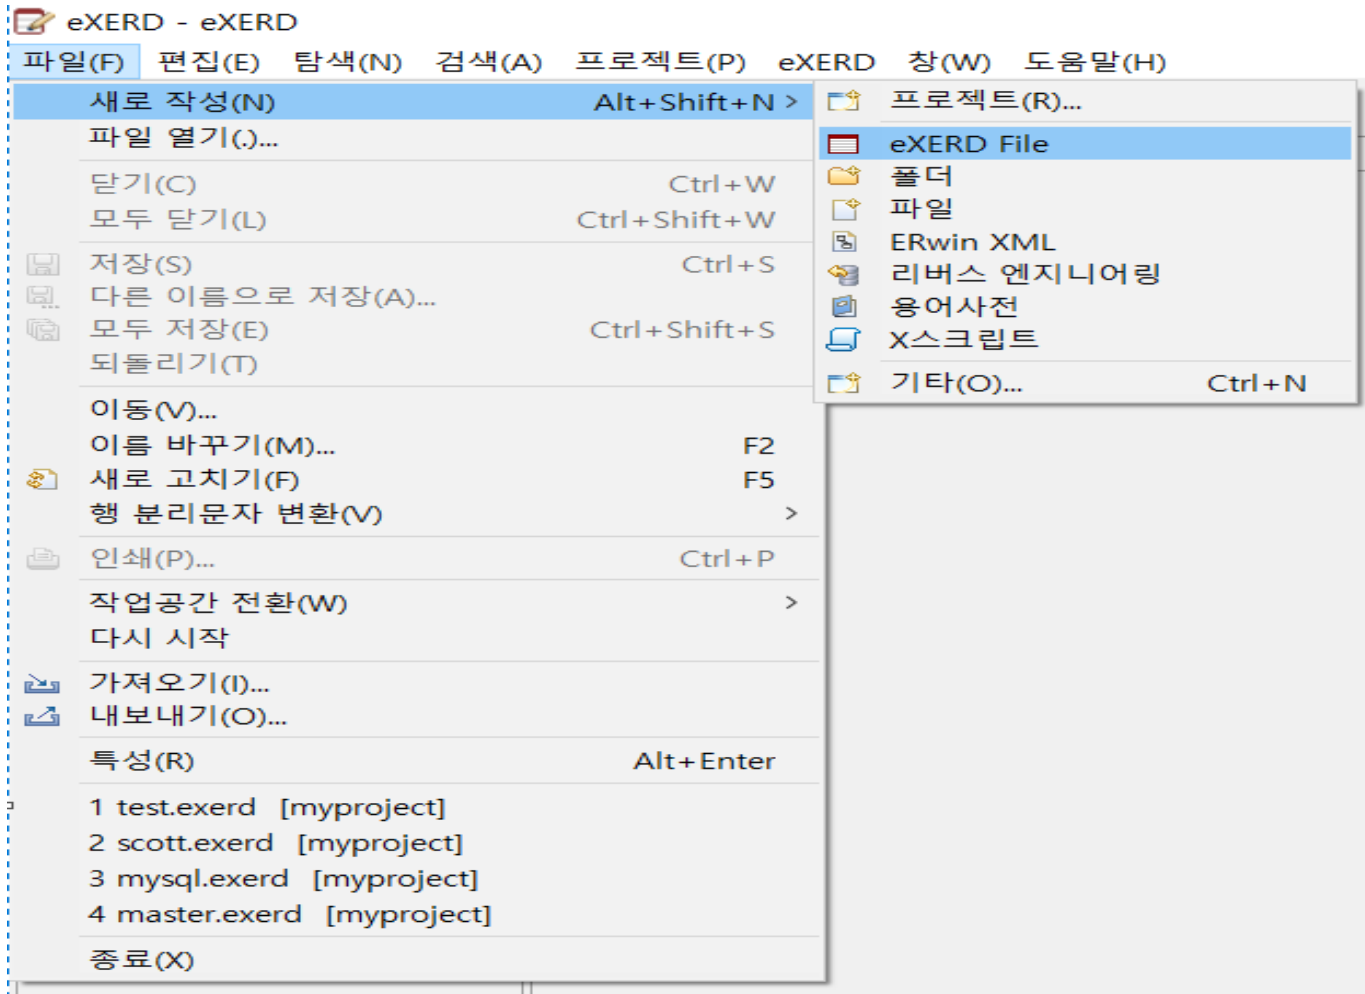 eXERD - eXERD
파일(F) 편집(E) 탐색(N) 검색(A) 프로젝트(P) eXERD 창(W) 도움말(H)
새로 작성(N) Alt+Shift+N >
파일 열기(.)...
닫기(C) Ctrl+W
모두 닫기(L) Ctrl+Shift+W
저장(S) Ctrl+S
다른 이름으로 저장(A)...
모두 저장(E) Ctrl+Shift+S
되돌리기(T)
이동(V)...
이름 바꾸기(M)... F2
새로 고치기(F) F5
행 분리문자 변환(V) >
인쇄(P)... Ctrl+P
작업공간 전환(W) >
다시 시작
가져오기(I)...
내보내기(O)...
특성(R) Alt+Enter
1 test.exerd [myproject]
2 scott.exerd [myproject]
3 mysql.exerd [myproject]
4 master.exerd [myproject]
종료(X)
프로젝트(R)...
eXERD File
폴더
파일
ERwin XML
리버스 엔지니어링
용어사전
X스크립트
기타(O)... Ctrl+N